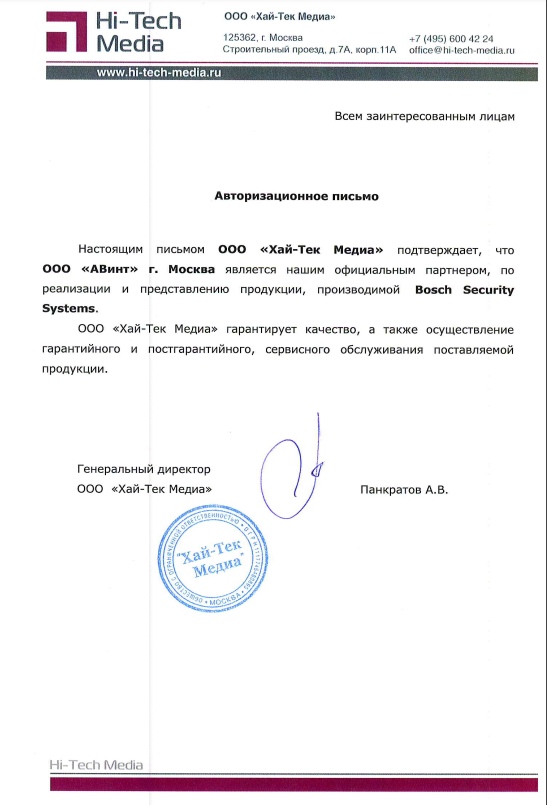 Hi-Tech
Media
ООО «Хай-Тек Медиа»
125362, г. Москва
Строительный проезд, д.7А, корп.11А
+7 (495) 600 42 24
office@hi-tech-media.ru
www.hi-tech-media.ru
Всем заинтересованным лицам
Авторизационное письмо
Настоящим письмом ООО «Хай-Тек Медиа» подтверждает, что
ООО «АВинт» г. Москва является нашим официальным партнером, по
реализации и представлению продукции, производимой Bosch Security
Systems.
ООО «Хай-Тек Медиа» гарантирует качество, а также осуществление
гарантийного и постгарантийного, сервисного обслуживания поставляемой
продукции.
Генеральный директор
ООО «Хай-Тек Медиа»
Панкратов А.В.
ОБЩЕСТВО С ОГРАНИЧЕННОЙ ОТВЕТСТВЕННОСТЬЮ
ОГРН
"Хай-Тек
Медиа"
МОСКВА
Hi-Tech Media